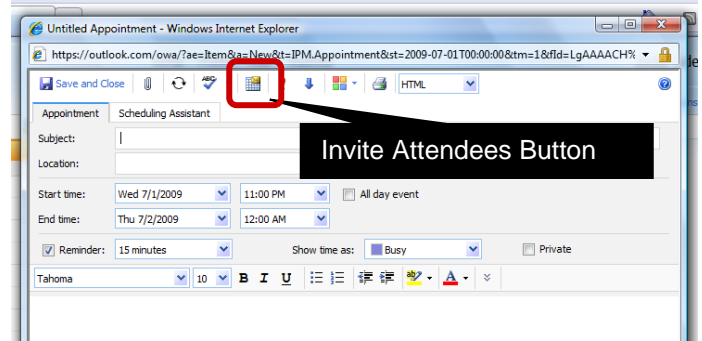 Untitled Appointment - Windows Internet Explorer
https://outlook.com/owa/?ae=Item&a=New&t=IPM.Appointment&st=2009-07-01T00:00:00&tm=1&fId=LgAAAACH%
Save and Close ABC HTML
Appointment Scheduling Assistant
Subject:
Invite Attendees Button
Location:
Start time: Wed 7/1/2009 11:00 PM All day event
End time: Thu 7/2/2009 12:00 AM
Reminder: 15 minutes Show time as: Busy Private
Tahoma 10 B I U ab A